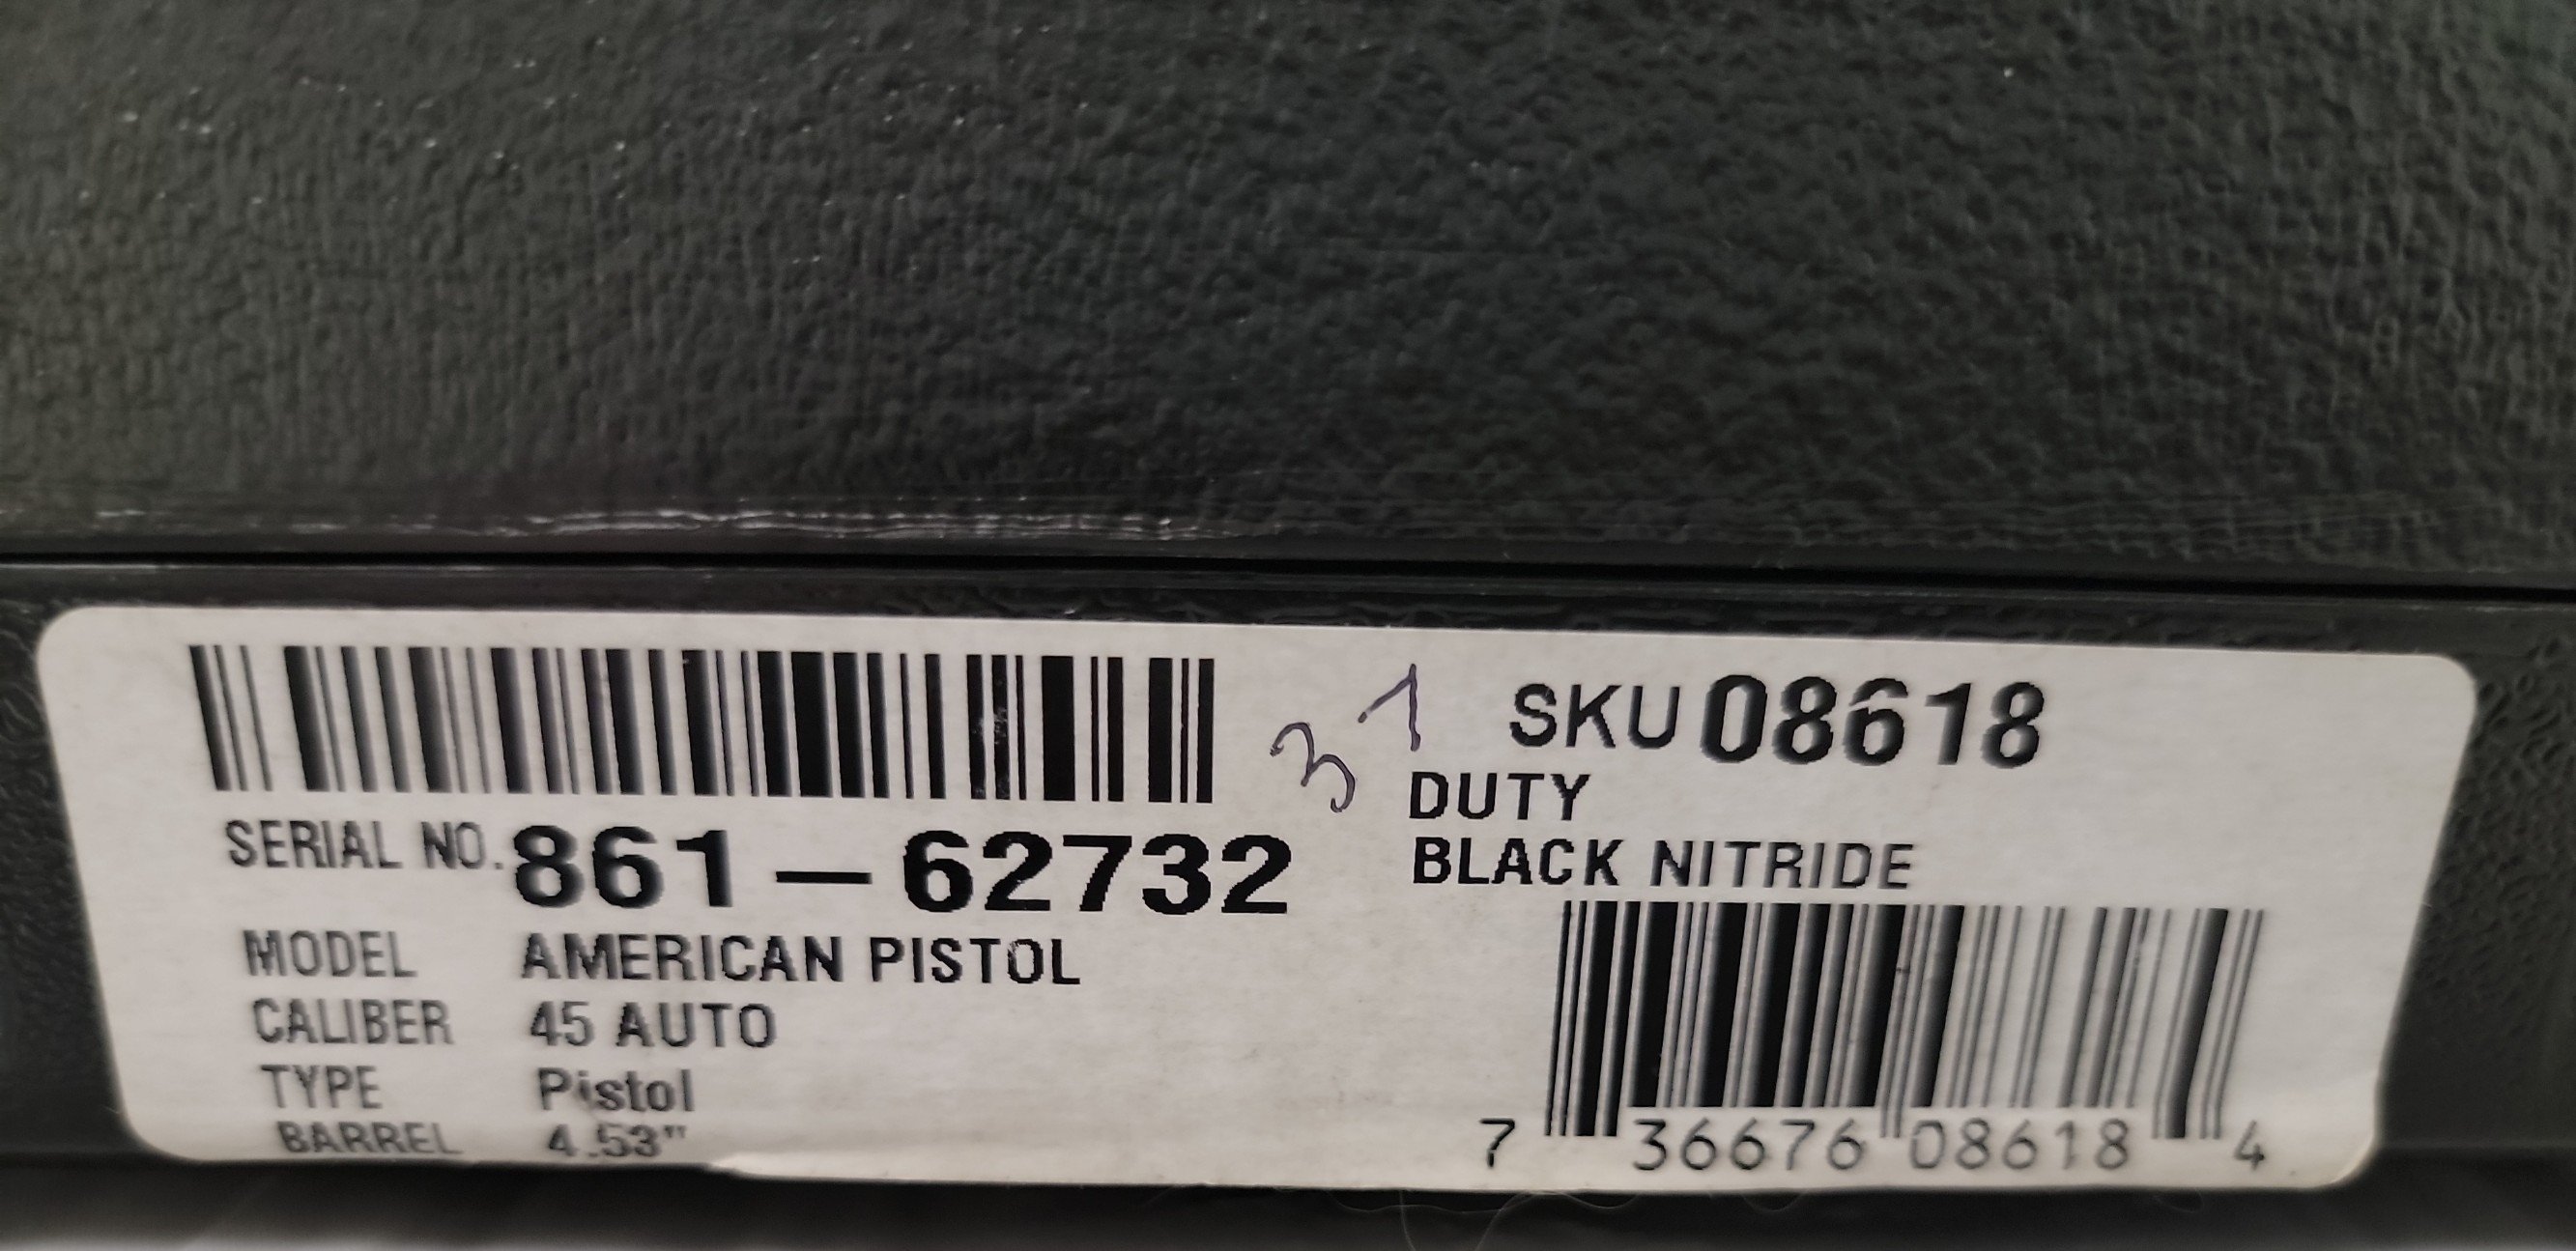 SERIAL NO. 861-62732
MODEL AMERICAN PISTOL
CALIBER 45 AUTO
TYPE Pistol
BARREL 4.53"
31
SKU 08618
DUTY
BLACK NITRIDE
7 36676 08618 4